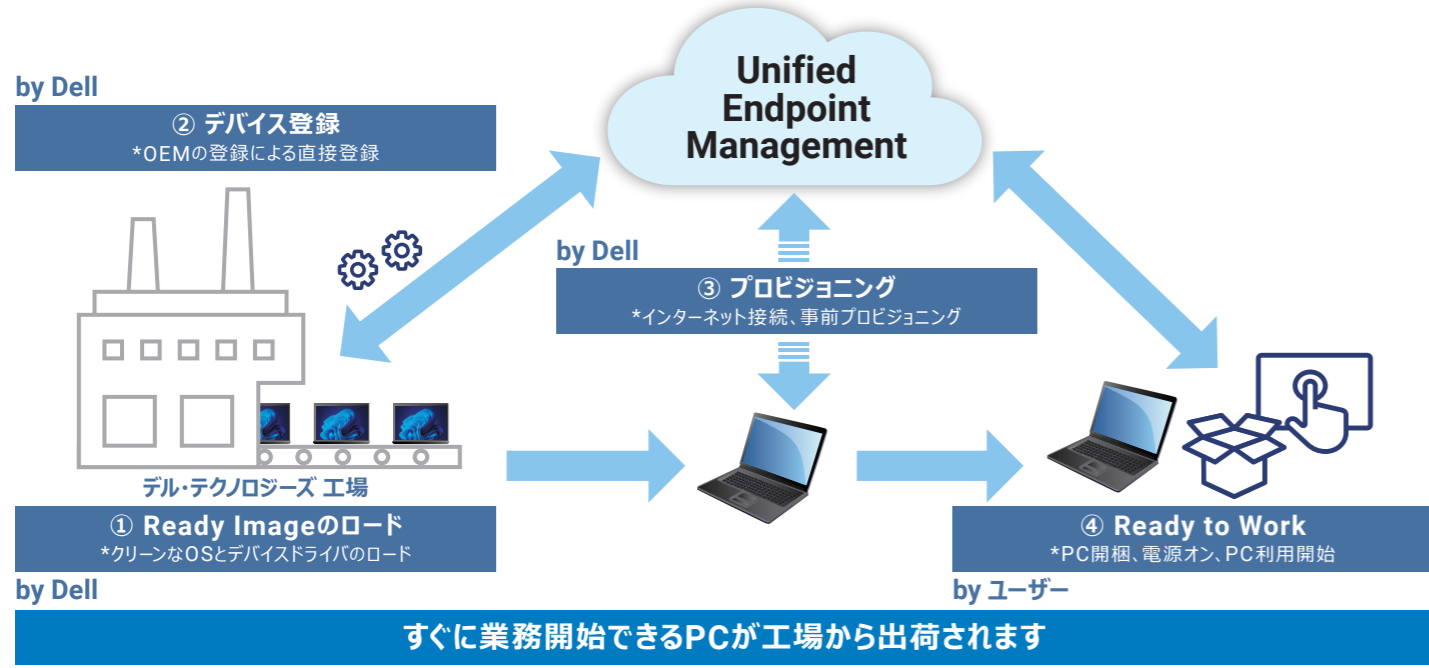 Unified
Endpoint
Management
by Dell
② デバイス登録
*OEMの登録による直接登録
by Dell
③ プロビジョニング
*インターネット接続、事前プロビジョニング
デル・テクノロジーズ 工場
① Ready Imageのロード
*クリーンなOSとデバイスドライバのロード
by Dell
④ Ready to Work
*PC開梱、電源オン、PC利用開始
by ユーザー
すぐに業務開始できるPCが工場から出荷されます